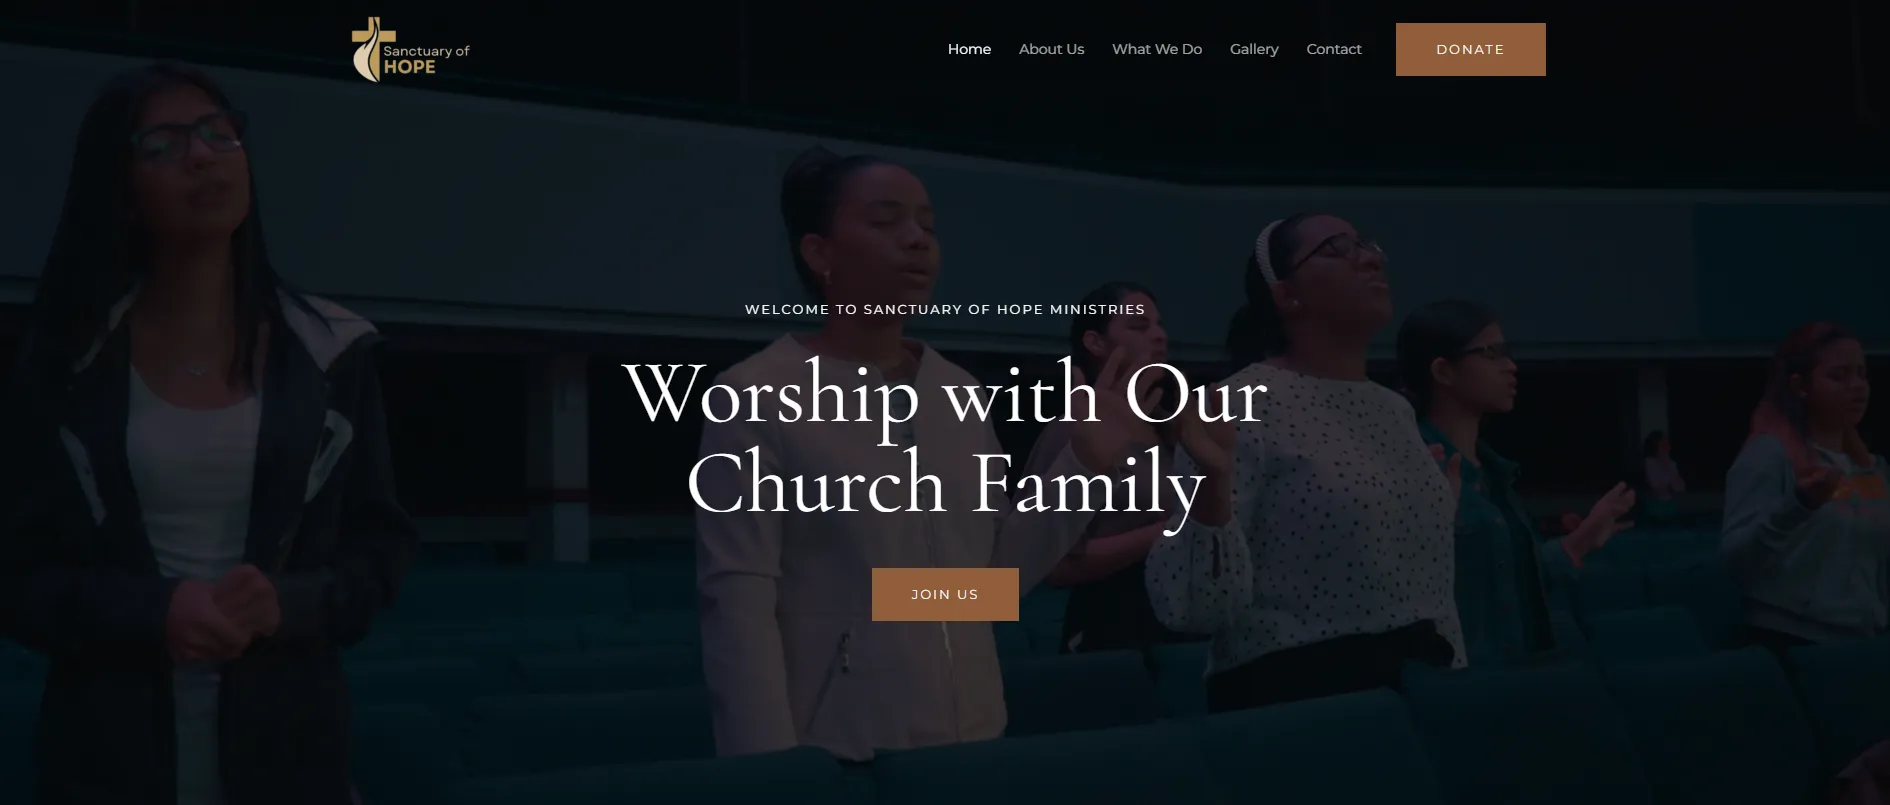 Sanctuary of
HOPE
Home About Us What We Do Gallery Contact DONATE
WELCOME TO SANCTUARY OF HOPE MINISTRIES
Worship with Our
Church Family
JOIN US